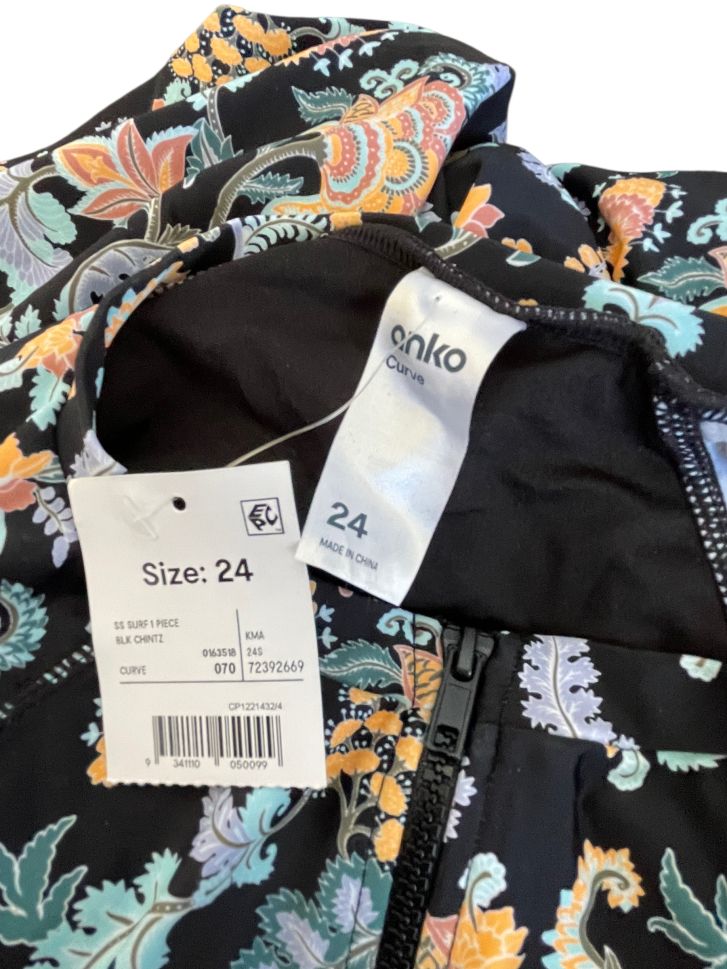 anko
Curve
24
MADE IN CHINA
EPC
Size: 24
SS SURF 1 PIECE
BLK CHINTZ
KMA
0163518 24S
CURVE 070 72392669
CP1221432/4
9 341110 050099